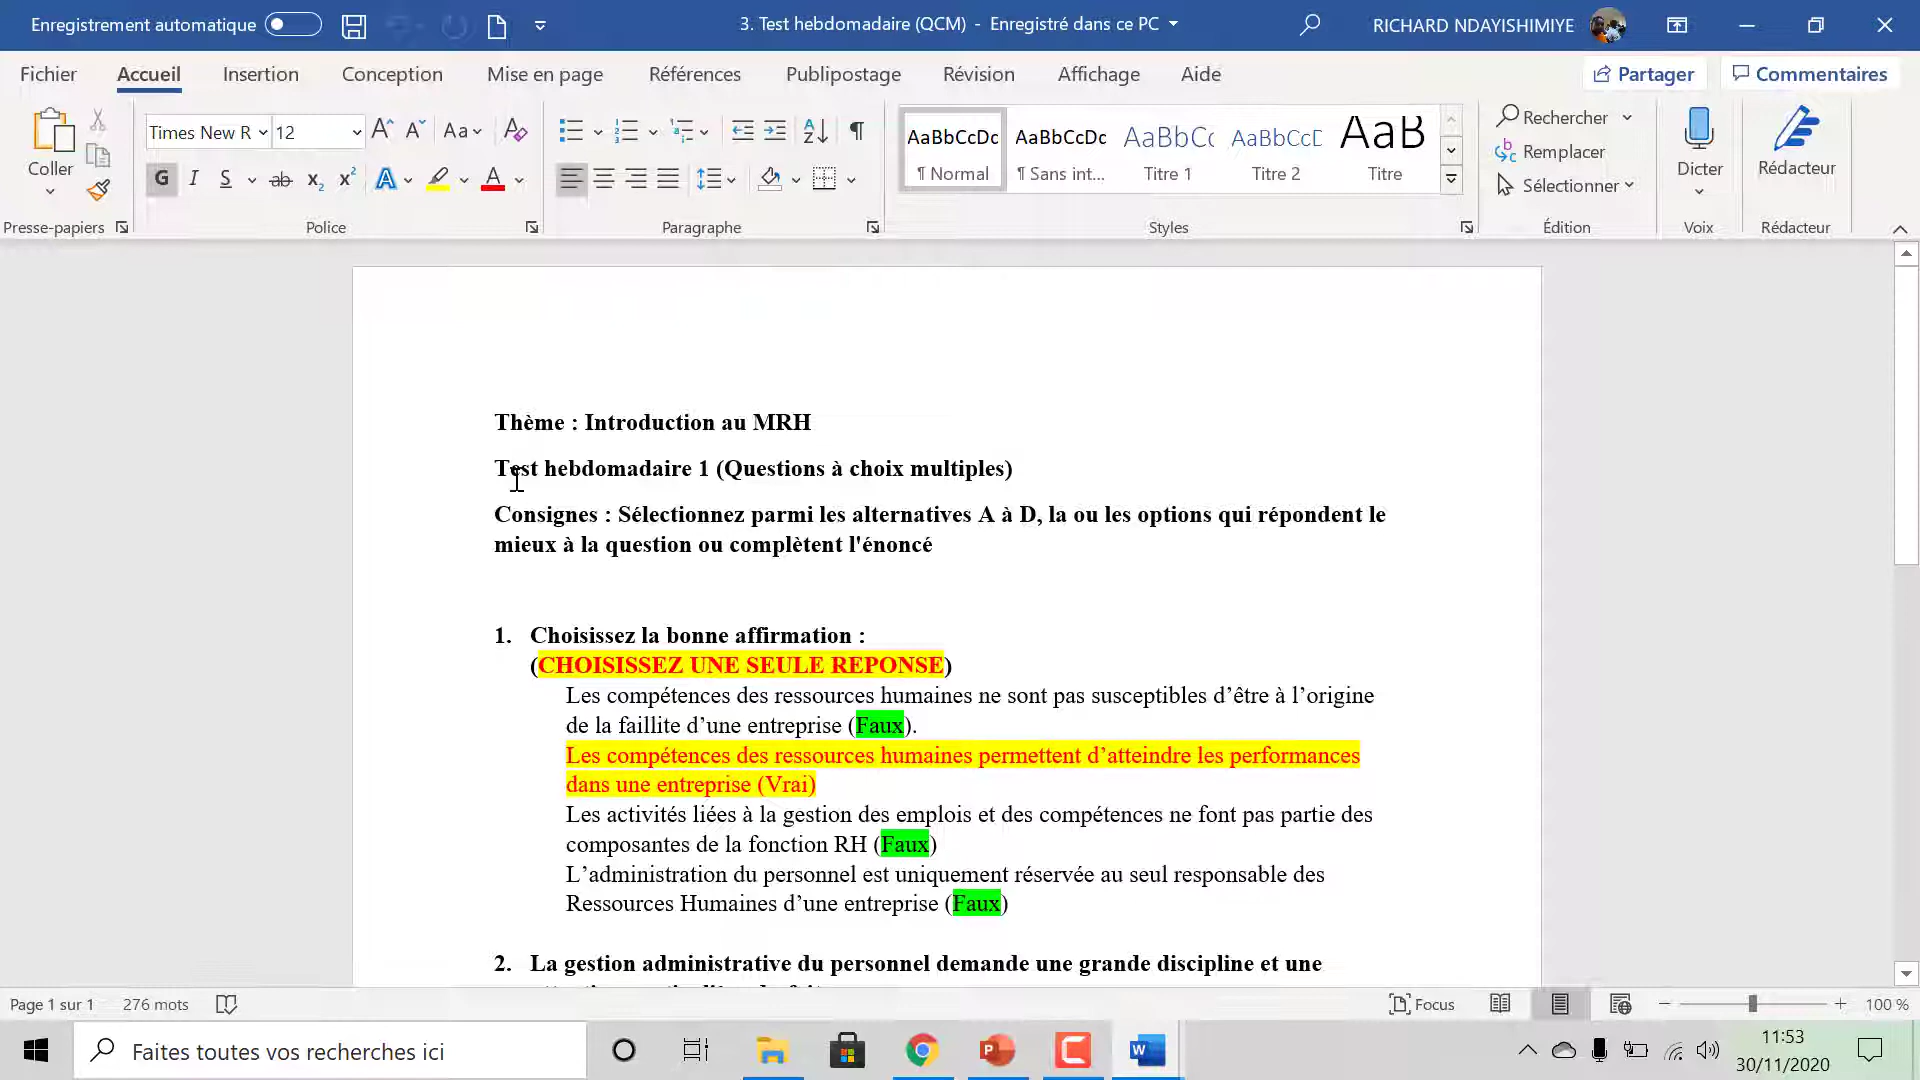 Enregistrement automatique
3. Test hebdomadaire (QCM) - Enregistré dans ce PC
RICHARD NDAYISHIMIYE
Fichier Accueil Insertion Conception Mise en page Références Publipostage Révision Affichage Aide
Partager Commentaires
Coller
Presse-papiers
Times New R 12
Police
Paragraphe
AaBbCcDc AaBbCcDc AaBbC AaBbCcD AaB
¶ Normal ¶ Sans int... Titre 1 Titre 2 Titre
Styles
Rechercher
Remplacer
Sélectionner
Édition
Dicter
Voix
Rédacteur
Rédacteur
Thème : Introduction au MRH
Test hebdomadaire 1 (Questions à choix multiples)
Consignes : Sélectionnez parmi les alternatives A à D, la ou les options qui répondent le
mieux à la question ou complètent l'énoncé
1. Choisissez la bonne affirmation :
(CHOISISSEZ UNE SEULE REPONSE)
Les compétences des ressources humaines ne sont pas susceptibles d’être à l’origine
de la faillite d’une entreprise (Faux).
Les compétences des ressources humaines permettent d’atteindre les performances
dans une entreprise (Vrai)
Les activités liées à la gestion des emplois et des compétences ne font pas partie des
composantes de la fonction RH (Faux)
L’administration du personnel est uniquement réservée au seul responsable des
Ressources Humaines d’une entreprise (Faux)
2. La gestion administrative du personnel demande une grande discipline et une
Page 1 sur 1 276 mots
Focus
100 %
Faites toutes vos recherches ici
11:53
30/11/2020